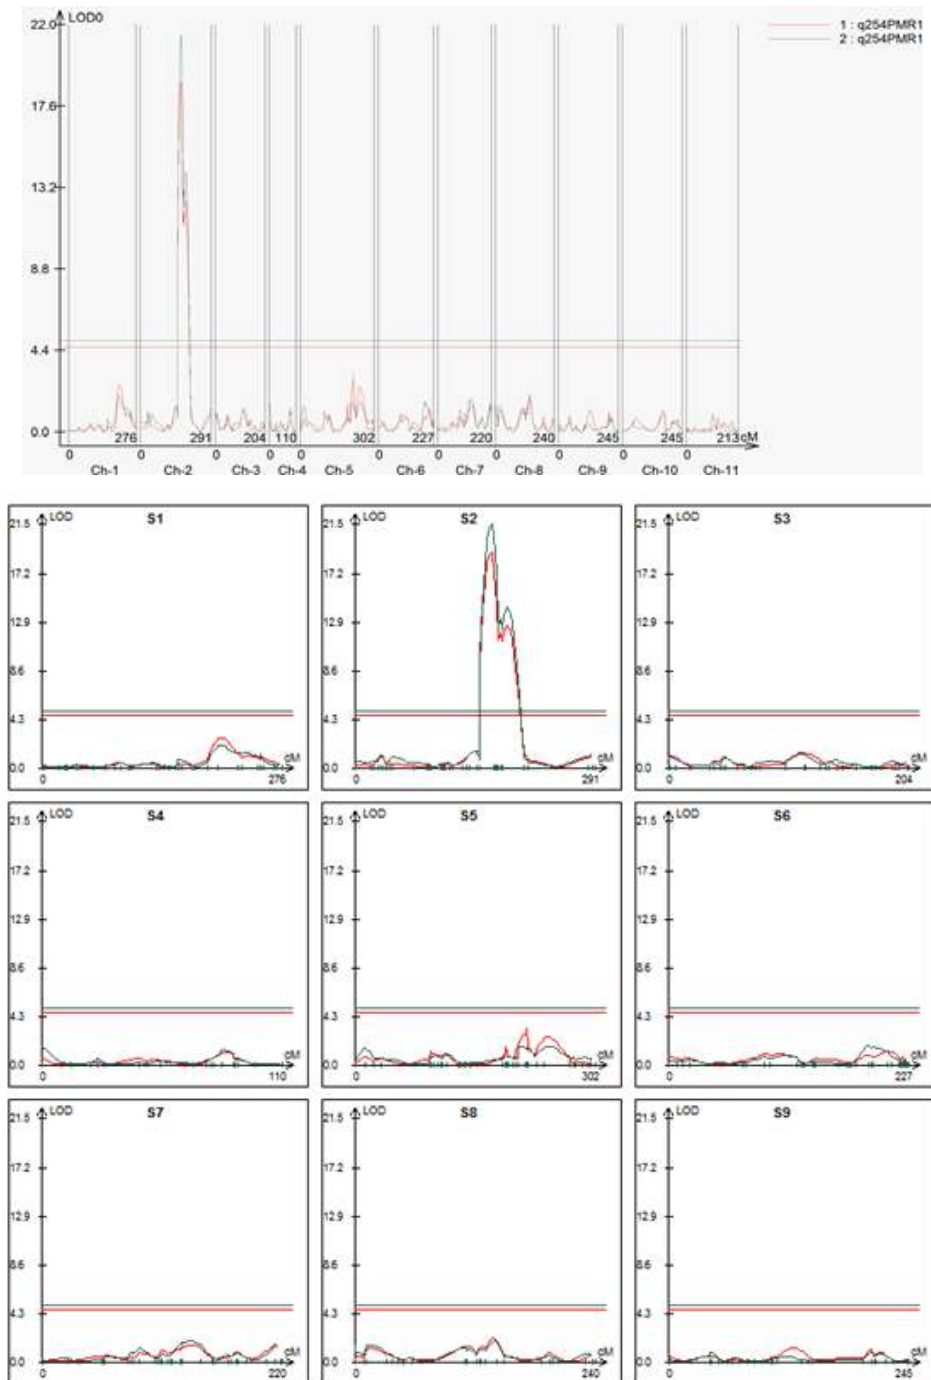 LOD0
22.0
17.6
13.2
8.8
4.4
0.0
1 : q254PMR1
2 : q254PMR1
276 291 204 110 302 227 220 240 245 245 213cM
0 0 0 0 0 0 0 0 0 0 0
Ch-1 Ch-2 Ch-3 Ch-4 Ch-5 Ch-6 Ch-7 Ch-8 Ch-9 Ch-10 Ch-11
LOD S1
21.5
17.2
12.9
8.6
4.3
0.0
cM
0 276
LOD S2
21.5
17.2
12.9
8.6
4.3
0.0
cM
0 291
LOD S3
21.5
17.2
12.9
8.6
4.3
0.0
cM
0 204
LOD S4
21.5
17.2
12.9
8.6
4.3
0.0
cM
0 110
LOD S5
21.5
17.2
12.9
8.6
4.3
0.0
cM
0 302
LOD S6
21.5
17.2
12.9
8.6
4.3
0.0
cM
0 227
LOD S7
21.5
17.2
12.9
8.6
4.3
0.0
cM
0 220
LOD S8
21.5
17.2
12.9
8.6
4.3
0.0
cM
0 240
LOD S9
21.5
17.2
12.9
8.6
4.3
0.0
cM
0 245